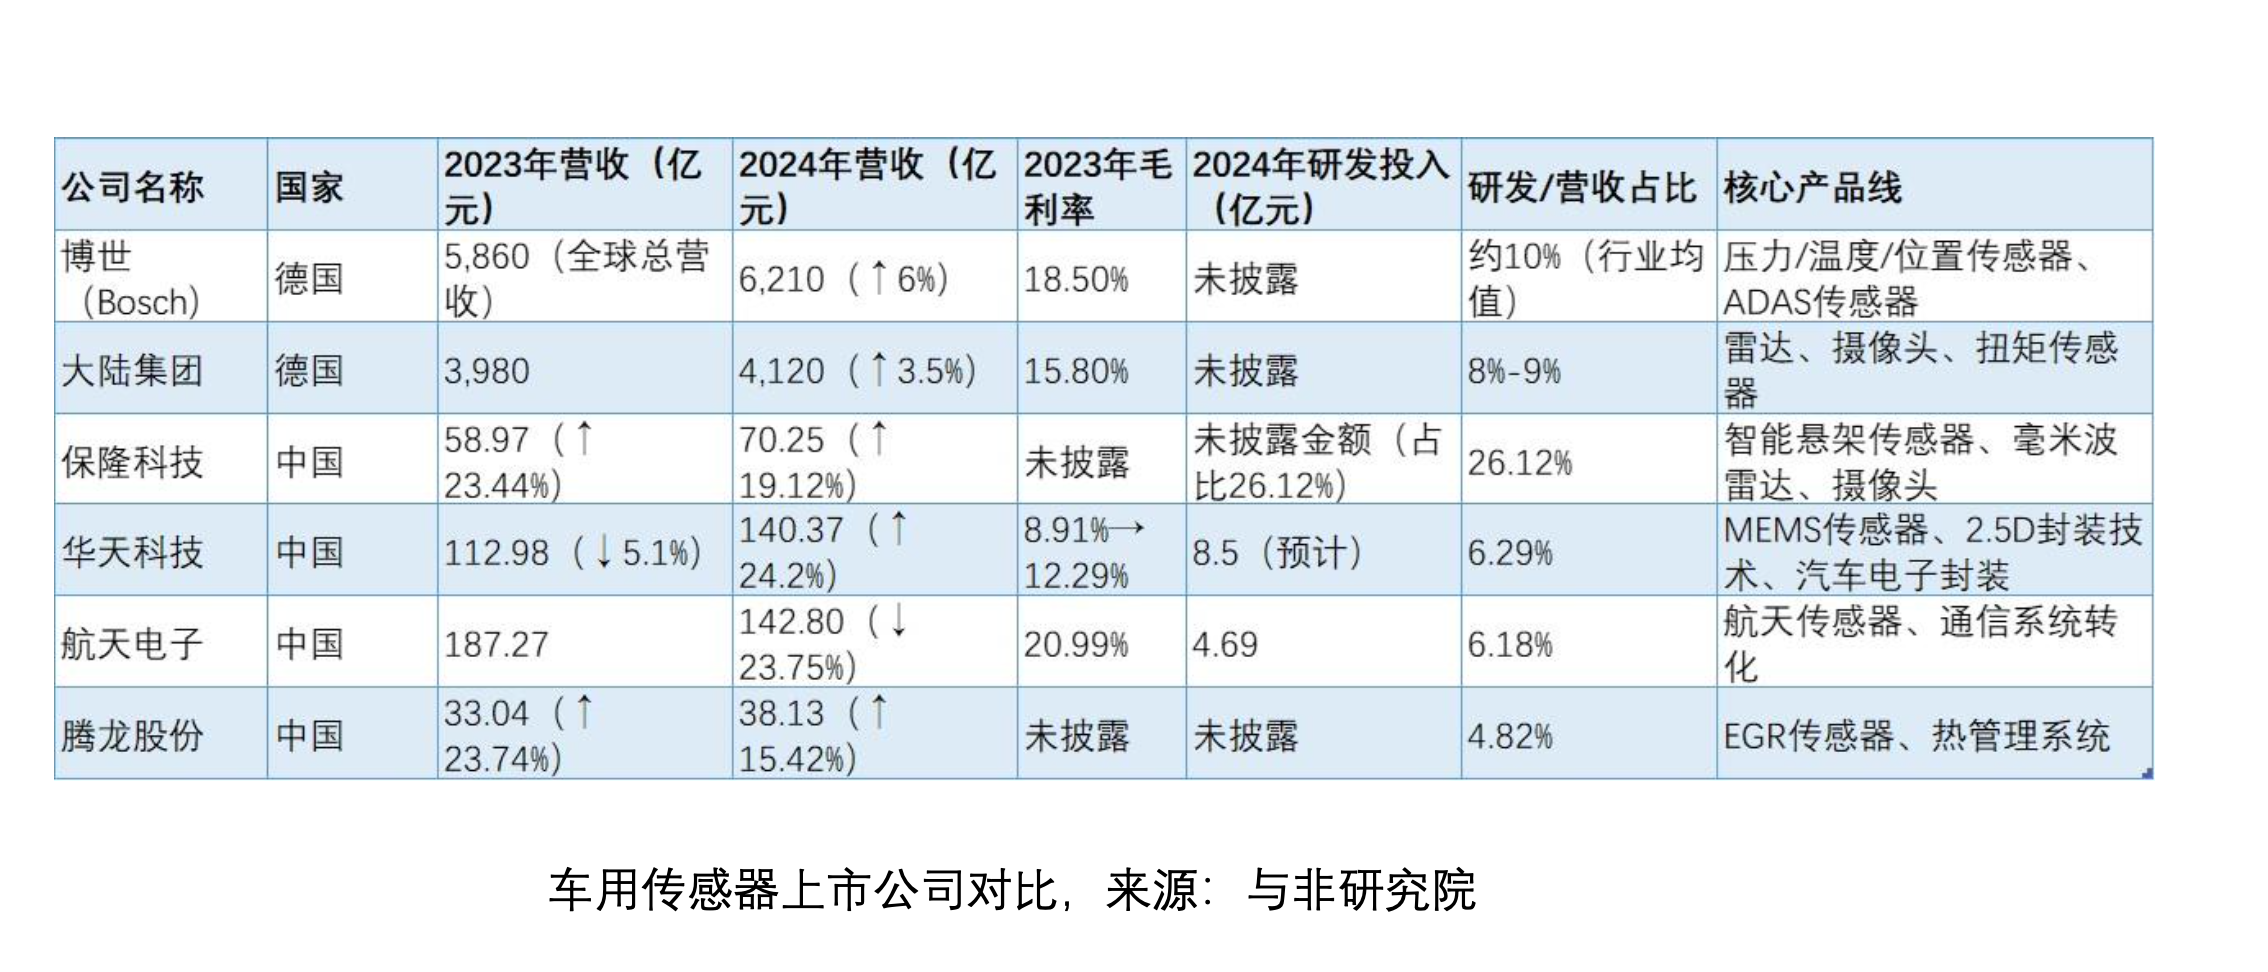 公司名称 国家 2023年营收（亿元） 2024年营收（亿元） 2023年毛利率 2024年研发投入（亿元） 研发/营收占比 核心产品线
博世（Bosch） 德国 5,860（全球总营收） 6,210（↑6%） 18.50% 未披露 约10%（行业均值） 压力/温度/位置传感器、ADAS传感器
大陆集团 德国 3,980 4,120（↑3.5%） 15.80% 未披露 8%-9% 雷达、摄像头、扭矩传感器
保隆科技 中国 58.97（↑23.44%） 70.25（↑19.12%） 未披露 未披露金额（占比26.12%） 26.12% 智能悬架传感器、毫米波雷达、摄像头
华天科技 中国 112.98（↓5.1%） 140.37（↑24.2%） 8.91%→12.29% 8.5（预计） 6.29% MEMS传感器、2.5D封装技术、汽车电子封装
航天电子 中国 187.27 142.80（↓23.75%） 20.99% 4.69 6.18% 航天传感器、通信系统转化
腾龙股份 中国 33.04（↑23.74%） 38.13（↑15.42%） 未披露 未披露 4.82% EGR传感器、热管理系统
车用传感器上市公司对比，来源：与非研究院